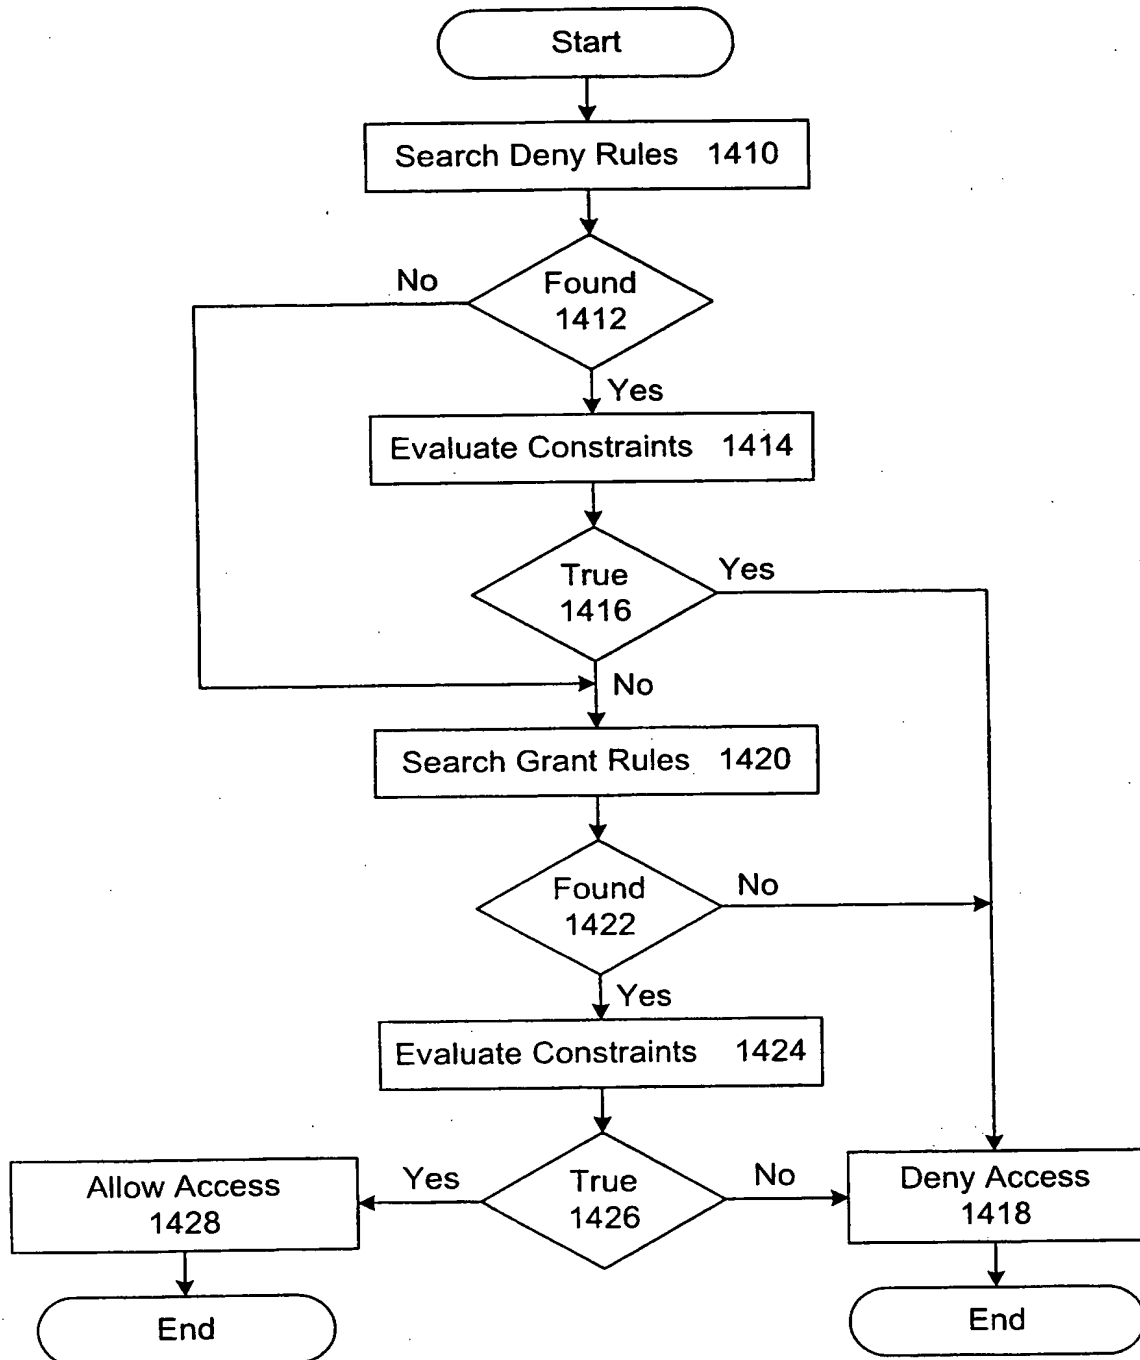 Start
Search Deny Rules 1410
No
Found
1412
Yes
Evaluate Constraints 1414
True
1416
Yes
No
Search Grant Rules 1420
Found
1422
No
Yes
Evaluate Constraints 1424
Allow Access
1428
Yes
True
1426
No
Deny Access
1418
End
End